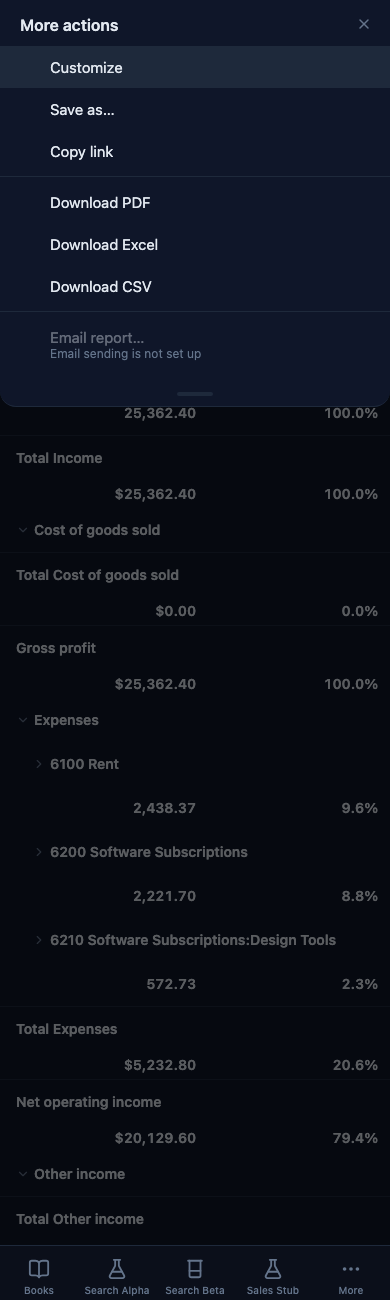 More actions
Customize
Save as...
Copy link
Download PDF
Download Excel
Download CSV
Email report...
Email sending is not set up
25,362.40 100.0%
Total Income
$25,362.40 100.0%
Cost of goods sold
Total Cost of goods sold
$0.00 0.0%
Gross profit
$25,362.40 100.0%
Expenses
6100 Rent
2,438.37 9.6%
6200 Software Subscriptions
2,221.70 8.8%
6210 Software Subscriptions:Design Tools
572.73 2.3%
Total Expenses
$5,232.80 20.6%
Net operating income
$20,129.60 79.4%
Other income
Total Other income
Books Search Alpha Search Beta Sales Stub More